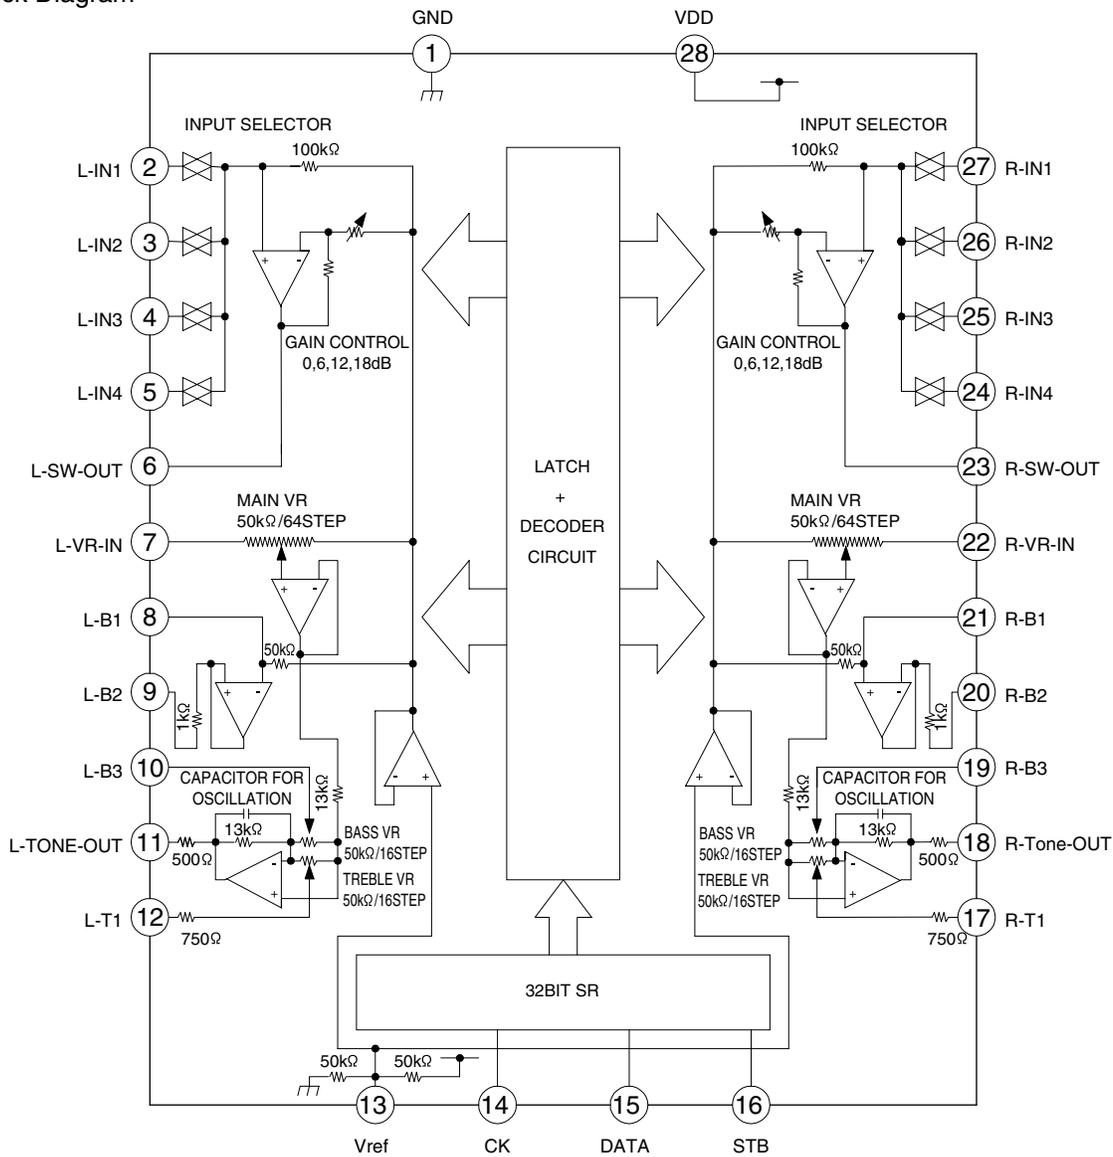 GND
VDD
1
28
INPUT SELECTOR
INPUT SELECTOR
100kΩ
100kΩ
L-IN1
2
27
R-IN1
L-IN2
3
26
R-IN2
+
-
-
+
L-IN3
4
25
R-IN3
GAIN CONTROL
0,6,12,18dB
GAIN CONTROL
0,6,12,18dB
L-IN4
5
24
R-IN4
L-SW-OUT
6
23
R-SW-OUT
LATCH
+
DECODER
CIRCUIT
MAIN VR
50kΩ/64STEP
MAIN VR
50kΩ/64STEP
L-VR-IN
7
22
R-VR-IN
+
-
-
+
L-B1
8
21
R-B1
50kΩ
50kΩ
L-B2
9
20
R-B2
+
-
+
-
1kΩ
1kΩ
L-B3
10
19
R-B3
-
+
-
+
CAPACITOR FOR
OSCILLATION
CAPACITOR FOR
OSCILLATION
13kΩ
13kΩ
L-TONE-OUT
11
18
R-Tone-OUT
13kΩ
13kΩ
500Ω
500Ω
BASS VR
50kΩ/16STEP
BASS VR
50kΩ/16STEP
-
+
-
+
TREBLE VR
50kΩ/16STEP
TREBLE VR
50kΩ/16STEP
L-T1
12
17
R-T1
750Ω
750Ω
32BIT SR
50kΩ
50kΩ
13
14
15
16
Vref
CK
DATA
STB